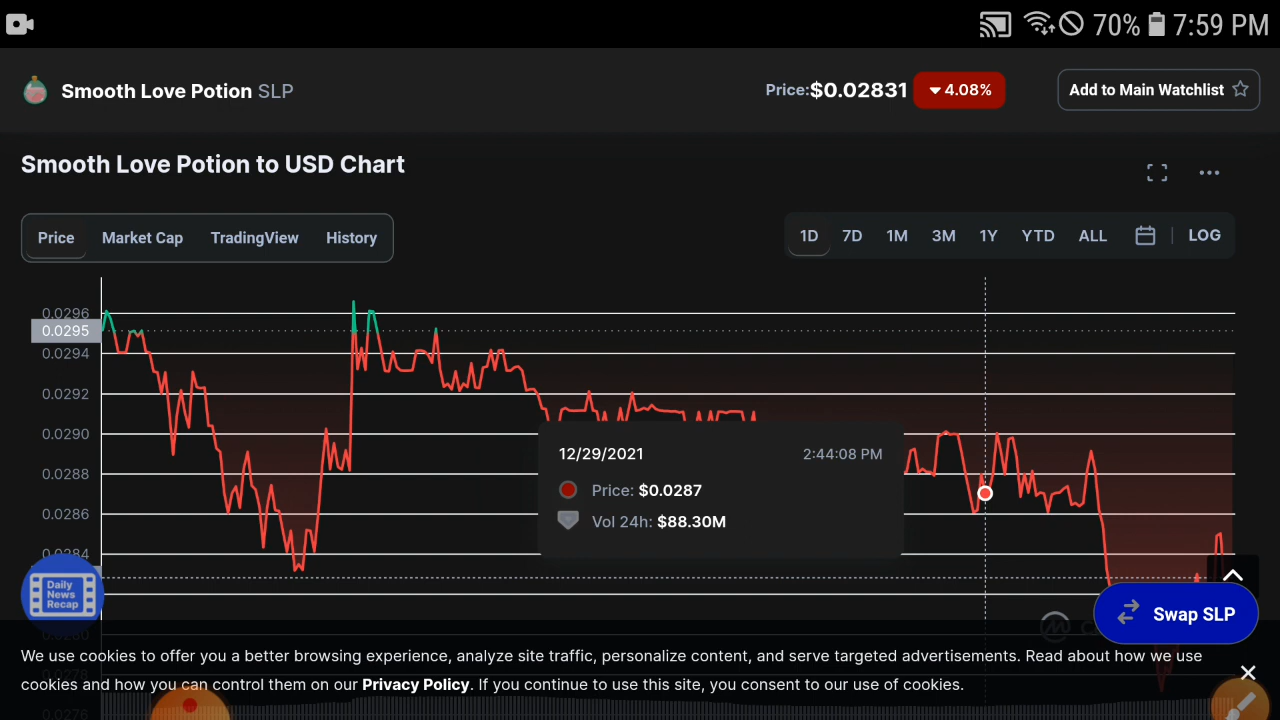 70% 7:59 PM
Smooth Love Potion SLP
Price:$0.02831 4.08%
Add to Main Watchlist
Smooth Love Potion to USD Chart
Price Market Cap TradingView History
1D 7D 1M 3M 1Y YTD ALL LOG
0.0296
0.0295
0.0294
0.0292
0.0290
0.0288
0.0286
0.0284
12/29/2021 2:44:08 PM
Price: $0.0287
Vol 24h: $88.30M
Daily
News
Recap
Swap SLP
0.0280
We use cookies to offer you a better browsing experience, analyze site traffic, personalize content, and serve targeted advertisements. Read about how we use
cookies and how you can control them on our Privacy Policy. If you continue to use this site, you consent to our use of cookies.
0.0278
0.0276